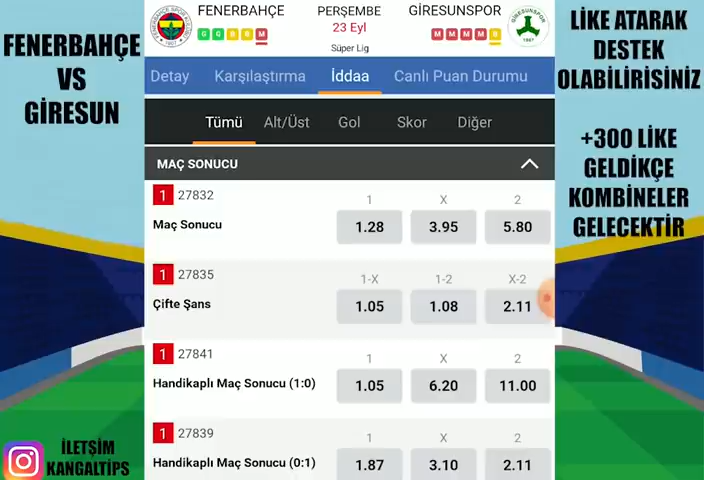 FENERBAHÇE
VS
GİRESUN
FENERBAHÇE
G G B B M
PERŞEMBE
23 Eyl
Süper Lig
GİRESUNSPOR
M M M M B
Detay Karşılaştırma İddaa Canlı Puan Durumu
Tümü Alt/Üst Gol Skor Diğer
MAÇ SONUCU
1 27832
Maç Sonucu
1 X 2
1.28 3.95 5.80
1 27835
Çifte Şans
1-X 1-2 X-2
1.05 1.08 2.11
1 27841
Handikaplı Maç Sonucu (1:0)
1 X 2
1.05 6.20 11.00
1 27839
Handikaplı Maç Sonucu (0:1)
1 X 2
1.87 3.10 2.11
LİKE ATARAK
DESTEK
OLABİLİRİSİNİZ
+300 LİKE
GELDİKÇE
KOMBİNELER
GELECEKTİR
İLETŞİM
KANGALTİPS